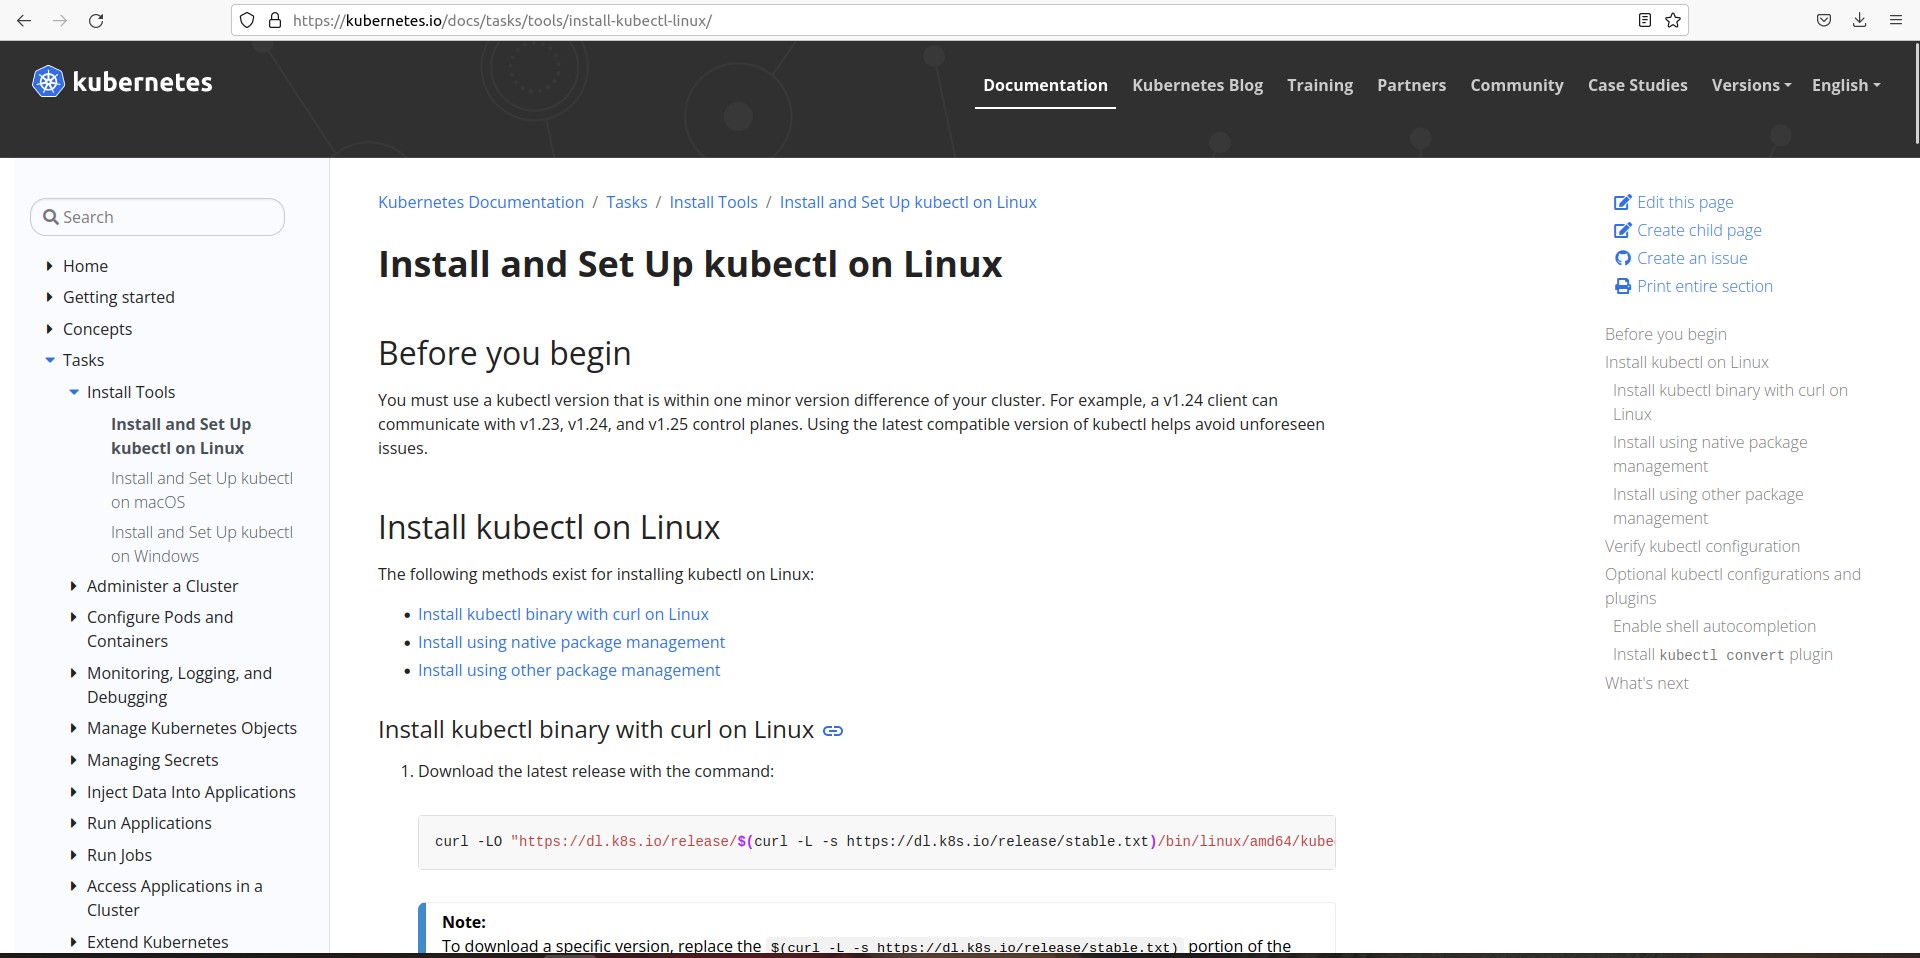 https://kubernetes.io/docs/tasks/tools/install-kubectl-linux/
kubernetes
Documentation
Kubernetes Blog
Training
Partners
Community
Case Studies
Versions
English
Search
Home
Getting started
Concepts
Tasks
Install Tools
Install and Set Up
kubectl on Linux
Install and Set Up kubectl
on macOS
Install and Set Up kubectl
on Windows
Administer a Cluster
Configure Pods and
Containers
Monitoring, Logging, and
Debugging
Manage Kubernetes Objects
Managing Secrets
Inject Data Into Applications
Run Applications
Run Jobs
Access Applications in a
Cluster
Extend Kubernetes
Kubernetes Documentation / Tasks / Install Tools / Install and Set Up kubectl on Linux
Install and Set Up kubectl on Linux
Before you begin
You must use a kubectl version that is within one minor version difference of your cluster. For example, a v1.24 client can
communicate with v1.23, v1.24, and v1.25 control planes. Using the latest compatible version of kubectl helps avoid unforeseen
issues.
Install kubectl on Linux
The following methods exist for installing kubectl on Linux:
• Install kubectl binary with curl on Linux
• Install using native package management
• Install using other package management
Install kubectl binary with curl on Linux
1. Download the latest release with the command:
curl -LO "https://dl.k8s.io/release/$(curl -L -s https://dl.k8s.io/release/stable.txt)/bin/linux/amd64/kube
Note:
To download a specific version, replace the $(curl -L -s https://dl.k8s.io/release/stable.txt) portion of the
Edit this page
Create child page
Create an issue
Print entire section
Before you begin
Install kubectl on Linux
Install kubectl binary with curl on
Linux
Install using native package
management
Install using other package
management
Verify kubectl configuration
Optional kubectl configurations and
plugins
Enable shell autocompletion
Install kubectl convert plugin
What's next